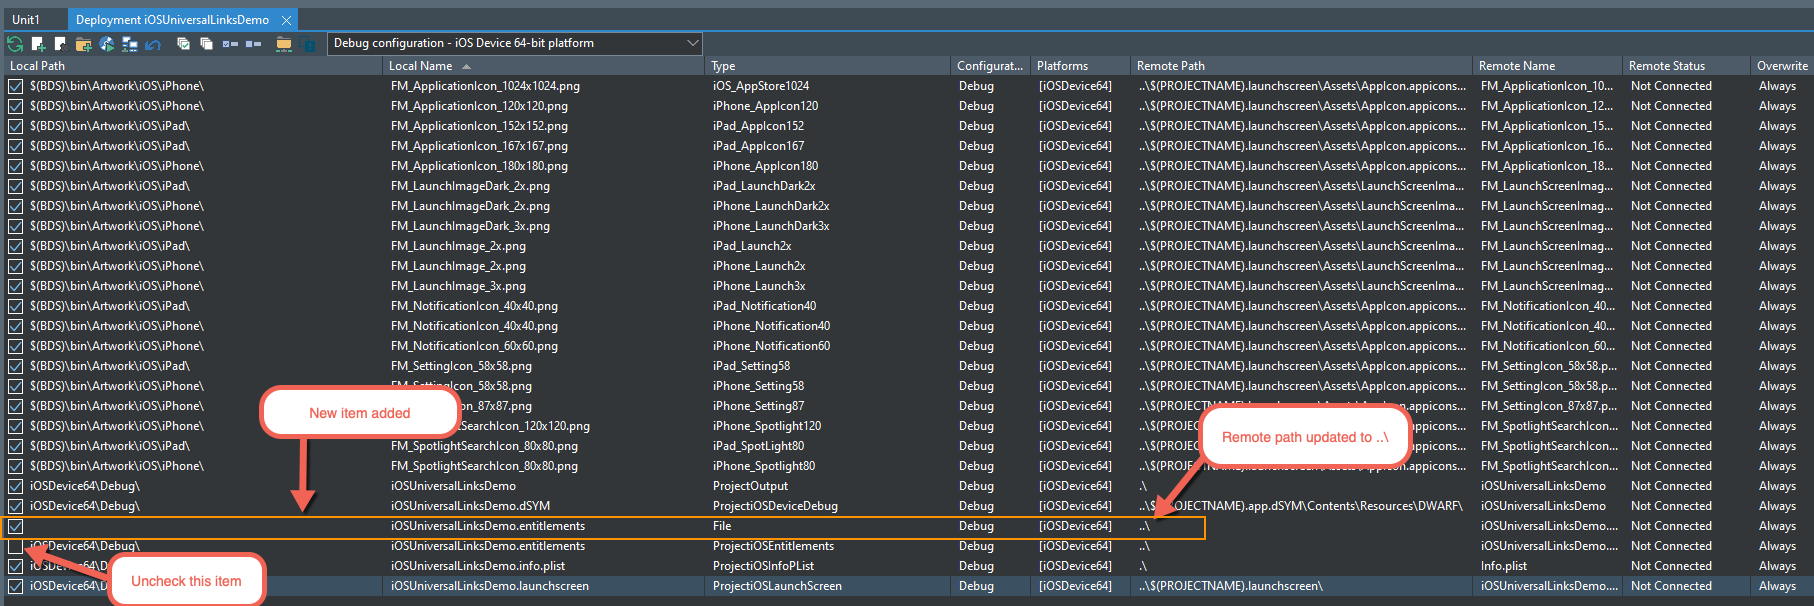 Unit1 Deployment iOSUniversalLinksDemo
Debug configuration - iOS Device 64-bit platform
Local Path Local Name Type Configurat... Platforms Remote Path Remote Name Remote Status Overwrite
$(BDS)\bin\Artwork\iOS\iPhone\ FM_ApplicationIcon_1024x1024.png iOS_AppStore1024 Debug [iOSDevice64] ..\$(PROJECTNAME).launchscreen\Assets\AppIcon.appicons... FM_ApplicationIcon_10... Not Connected Always
$(BDS)\bin\Artwork\iOS\iPhone\ FM_ApplicationIcon_120x120.png iPhone_AppIcon120 Debug [iOSDevice64] ..\$(PROJECTNAME).launchscreen\Assets\AppIcon.appicons... FM_ApplicationIcon_12... Not Connected Always
$(BDS)\bin\Artwork\iOS\iPad\ FM_ApplicationIcon_152x152.png iPad_AppIcon152 Debug [iOSDevice64] ..\$(PROJECTNAME).launchscreen\Assets\AppIcon.appicons... FM_ApplicationIcon_15... Not Connected Always
$(BDS)\bin\Artwork\iOS\iPad\ FM_ApplicationIcon_167x167.png iPad_AppIcon167 Debug [iOSDevice64] ..\$(PROJECTNAME).launchscreen\Assets\AppIcon.appicons... FM_ApplicationIcon_16... Not Connected Always
$(BDS)\bin\Artwork\iOS\iPhone\ FM_ApplicationIcon_180x180.png iPhone_AppIcon180 Debug [iOSDevice64] ..\$(PROJECTNAME).launchscreen\Assets\AppIcon.appicons... FM_ApplicationIcon_18... Not Connected Always
$(BDS)\bin\Artwork\iOS\iPad\ FM_LaunchImageDark_2x.png iPad_LaunchDark2x Debug [iOSDevice64] ..\$(PROJECTNAME).launchscreen\Assets\LaunchScreenIma... FM_LaunchScreenImag... Not Connected Always
$(BDS)\bin\Artwork\iOS\iPhone\ FM_LaunchImageDark_2x.png iPhone_LaunchDark2x Debug [iOSDevice64] ..\$(PROJECTNAME).launchscreen\Assets\LaunchScreenIma... FM_LaunchScreenImag... Not Connected Always
$(BDS)\bin\Artwork\iOS\iPhone\ FM_LaunchImageDark_3x.png iPhone_LaunchDark3x Debug [iOSDevice64] ..\$(PROJECTNAME).launchscreen\Assets\LaunchScreenIma... FM_LaunchScreenImag... Not Connected Always
$(BDS)\bin\Artwork\iOS\iPad\ FM_LaunchImage_2x.png iPad_Launch2x Debug [iOSDevice64] ..\$(PROJECTNAME).launchscreen\Assets\LaunchScreenIma... FM_LaunchScreenImag... Not Connected Always
$(BDS)\bin\Artwork\iOS\iPhone\ FM_LaunchImage_2x.png iPhone_Launch2x Debug [iOSDevice64] ..\$(PROJECTNAME).launchscreen\Assets\LaunchScreenIma... FM_LaunchScreenImag... Not Connected Always
$(BDS)\bin\Artwork\iOS\iPhone\ FM_LaunchImage_3x.png iPhone_Launch3x Debug [iOSDevice64] ..\$(PROJECTNAME).launchscreen\Assets\LaunchScreenIma... FM_LaunchScreenImag... Not Connected Always
$(BDS)\bin\Artwork\iOS\iPad\ FM_NotificationIcon_40x40.png iPad_Notification40 Debug [iOSDevice64] ..\$(PROJECTNAME).launchscreen\Assets\AppIcon.appicons... FM_NotificationIcon_40... Not Connected Always
$(BDS)\bin\Artwork\iOS\iPhone\ FM_NotificationIcon_40x40.png iPhone_Notification40 Debug [iOSDevice64] ..\$(PROJECTNAME).launchscreen\Assets\AppIcon.appicons... FM_NotificationIcon_40... Not Connected Always
$(BDS)\bin\Artwork\iOS\iPhone\ FM_NotificationIcon_60x60.png iPhone_Notification60 Debug [iOSDevice64] ..\$(PROJECTNAME).launchscreen\Assets\AppIcon.appicons... FM_NotificationIcon_60... Not Connected Always
$(BDS)\bin\Artwork\iOS\iPad\ FM_SettingIcon_58x58.png iPad_Setting58 Debug [iOSDevice64] ..\$(PROJECTNAME).launchscreen\Assets\AppIcon.appicons... FM_SettingIcon_58x58.p... Not Connected Always
$(BDS)\bin\Artwork\iOS\iPhone\ FM_SettingIcon_58x58.png iPhone_Setting58 Debug [iOSDevice64] ..\$(PROJECTNAME).launchscreen\Assets\AppIcon.appicons... FM_SettingIcon_58x58.p... Not Connected Always
$(BDS)\bin\Artwork\iOS\iPhone\ con_87x87.png iPhone_Setting87 Debug [iOSDevice64] ..\$(PROJECTN FM_SettingIcon_87x87.p... Not Connected Always
New item added
$(BDS)\bin\Artwork\iOS\iPhone\ SearchIcon_120x120.png iPhone_Spotlight120 Debug [iOSDevice64] ..\$(PROJECT FM_SpotlightSearchIcon... Not Connected Always
Remote path updated to ..\
$(BDS)\bin\Artwork\iOS\iPad\ FM_SpotlightSearchIcon_80x80.png iPad_SpotLight80 Debug [iOSDevice64] ..\$(PROJECT FM_SpotlightSearchIcon... Not Connected Always
$(BDS)\bin\Artwork\iOS\iPhone\ FM_SpotlightSearchIcon_80x80.png iPhone_Spotlight80 Debug [iOSDevice64] ..\$(PROJEC FM_SpotlightSearchIcon... Not Connected Always
iOSDevice64\Debug\ iOSUniversalLinksDemo ProjectOutput Debug [iOSDevice64] .\ iOSUniversalLinksDemo Not Connected Always
iOSDevice64\Debug\ iOSUniversalLinksDemo.dSYM ProjectiOSDeviceDebug Debug [iOSDevice64] ..\$(PROJECTNAME).app.dSYM\Contents\Resources\DWARF\ iOSUniversalLinksDemo Not Connected Always
iOSUniversalLinksDemo.entitlements File Debug [iOSDevice64] ..\ iOSUniversalLinksDemo.... Not Connected Always
iOSDevice64\Debug\ iOSUniversalLinksDemo.entitlements ProjectiOSEntitlements Debug [iOSDevice64] ..\ iOSUniversalLinksDemo.... Not Connected Always
iOSDevice64\D iOSUniversalLinksDemo.info.plist ProjectiOSInfoPList Debug [iOSDevice64] .\ Info.plist Not Connected Always
Uncheck this item
iOSDevice64\D iOSUniversalLinksDemo.launchscreen ProjectiOSLaunchScreen Debug [iOSDevice64] ..\$(PROJECTNAME).launchscreen\ iOSUniversalLinksDemo.... Not Connected Always